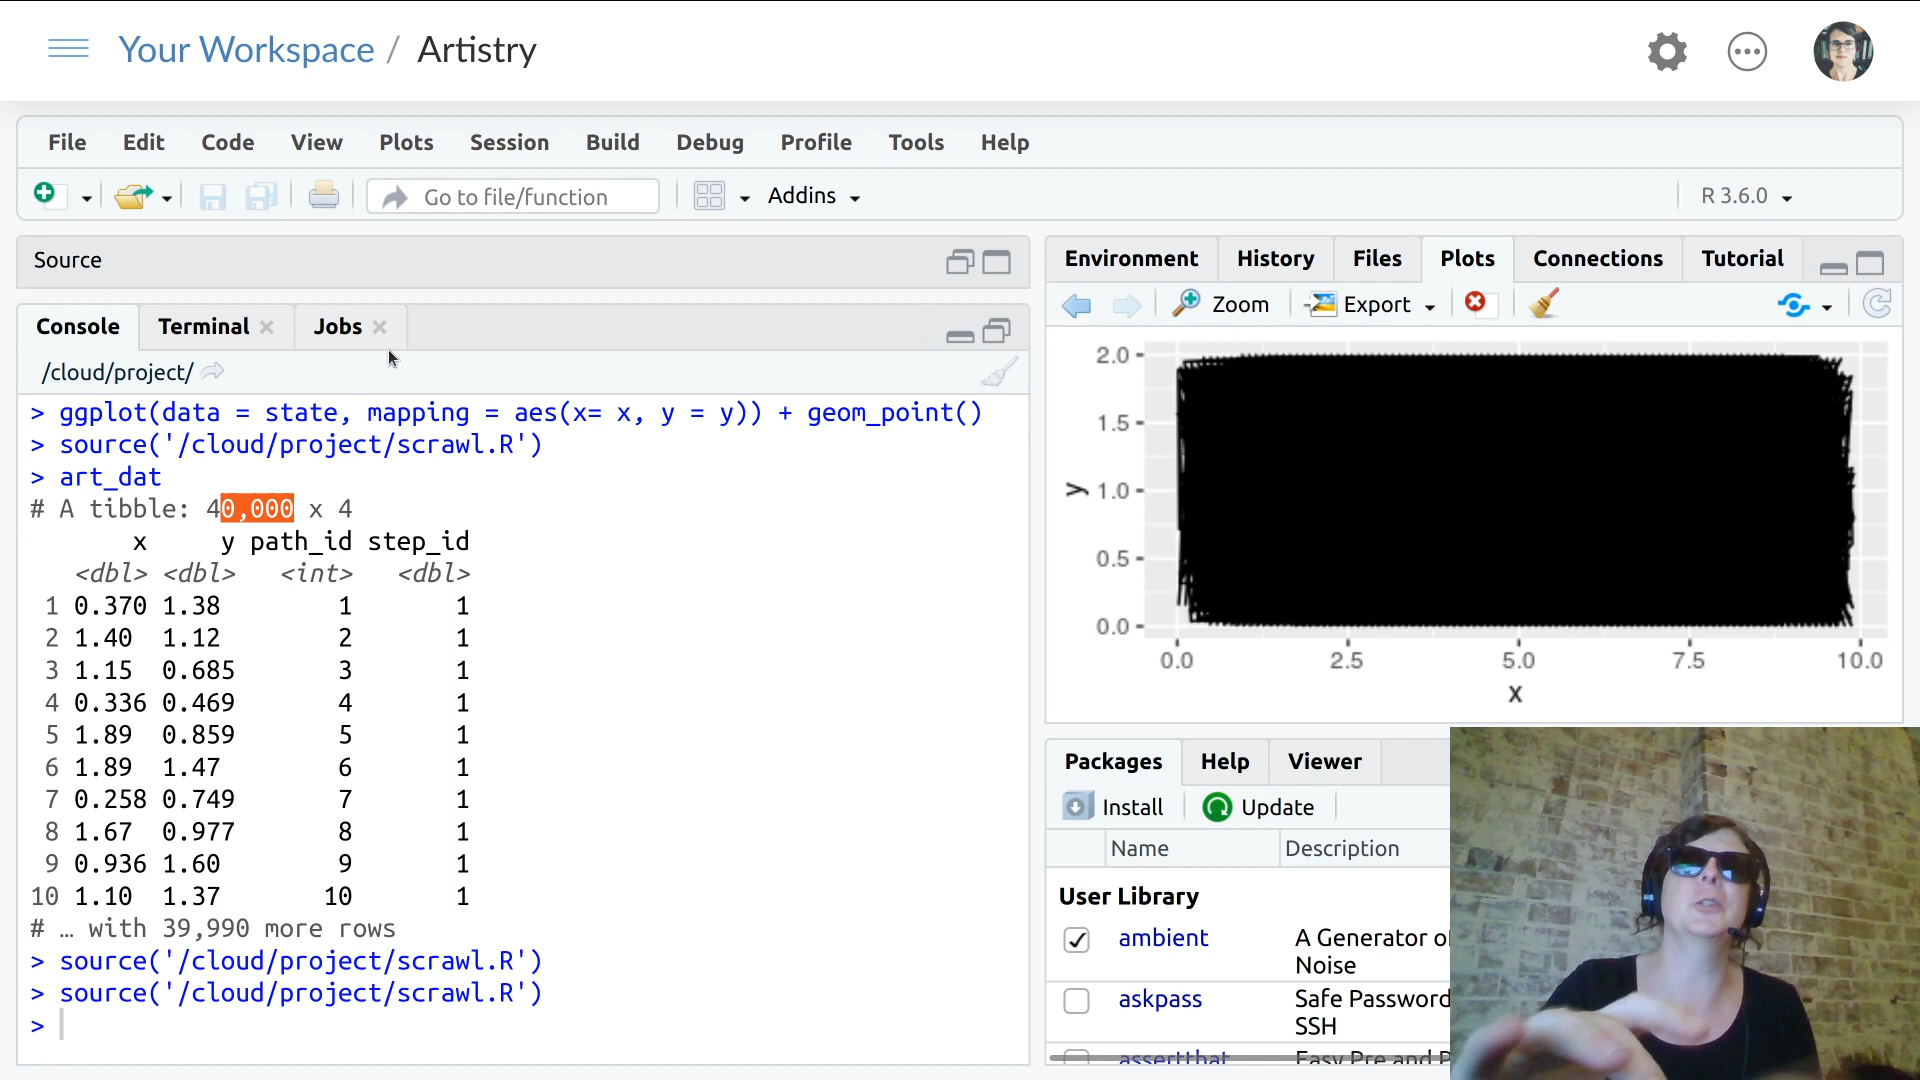 Your Workspace / Artistry
File Edit Code View Plots Session Build Debug Profile Tools Help
Go to file/function Addins R 3.6.0
Source
Console Terminal Jobs
/cloud/project/
> ggplot(data = state, mapping = aes(x= x, y = y)) + geom_point()
> source('/cloud/project/scrawl.R')
> art_dat
# A tibble: 40,000 x 4
x y path_id step_id
<dbl> <dbl> <int> <dbl>
1 0.370 1.38 1 1
2 1.40 1.12 2 1
3 1.15 0.685 3 1
4 0.336 0.469 4 1
5 1.89 0.859 5 1
6 1.89 1.47 6 1
7 0.258 0.749 7 1
8 1.67 0.977 8 1
9 0.936 1.60 9 1
10 1.10 1.37 10 1
# … with 39,990 more rows
> source('/cloud/project/scrawl.R')
> source('/cloud/project/scrawl.R')
>
Environment History Files Plots Connections Tutorial
Zoom Export
2.0
1.5
y 1.0
0.5
0.0
0.0 2.5 5.0 7.5 10.0
x
Packages Help Viewer
Install Update
Name Description
User Library
ambient A Generator of
Noise
askpass Safe Password
SSH
assertthat Easy Pre and P